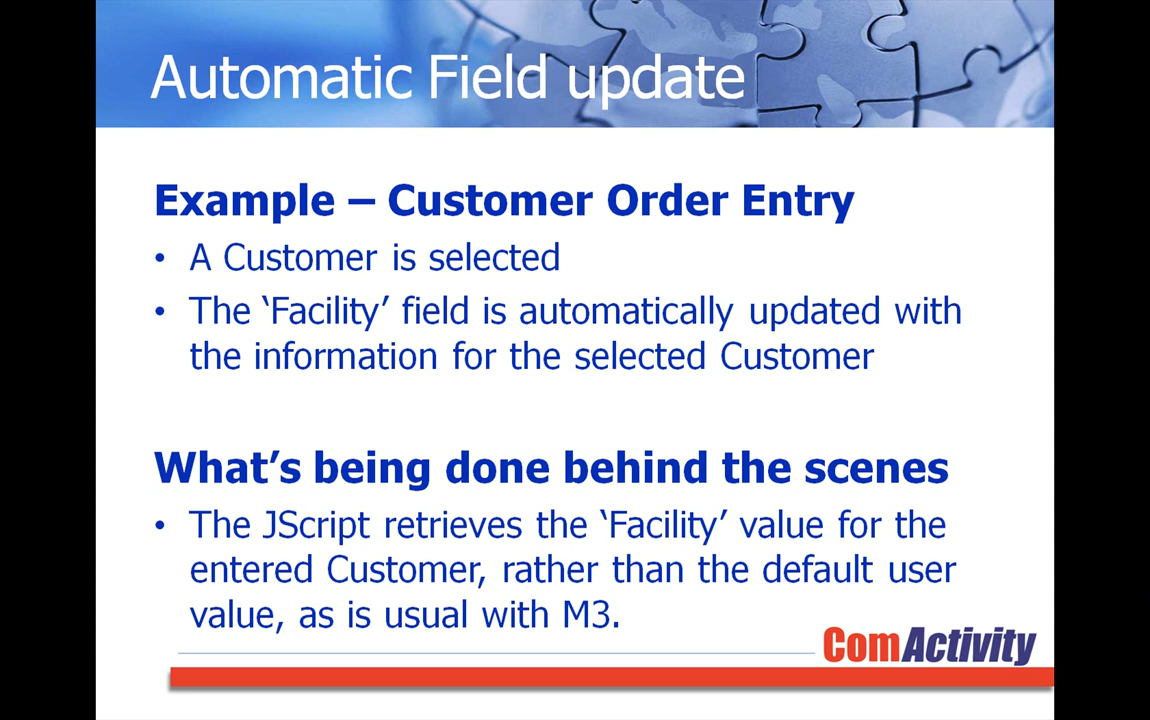 Automatic Field update
Example – Customer Order Entry
• A Customer is selected
• The ‘Facility’ field is automatically updated with
the information for the selected Customer
What’s being done behind the scenes
• The JScript retrieves the ‘Facility’ value for the
entered Customer, rather than the default user
value, as is usual with M3.
ComActivity